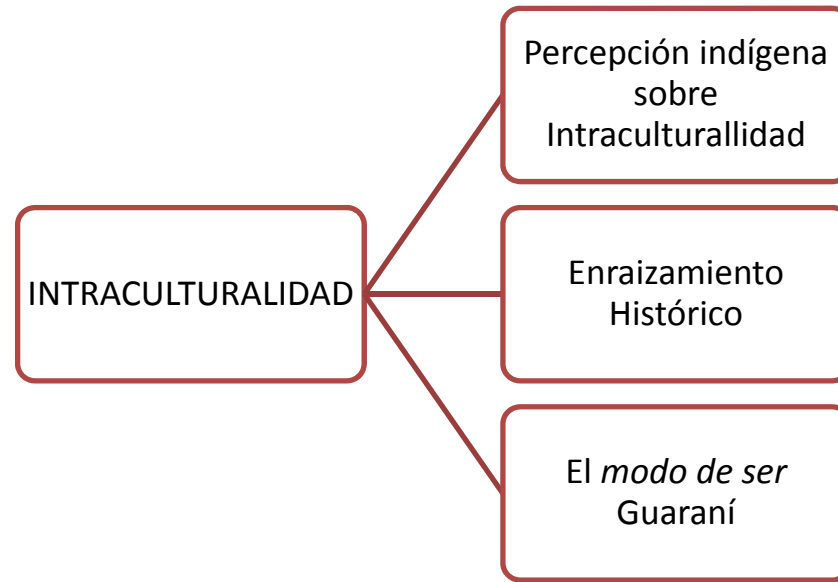 Percepción indígena
sobre
Intraculturallidad
INTRACULTURALIDAD
Enraizamiento
Histórico
El modo de ser
Guaraní